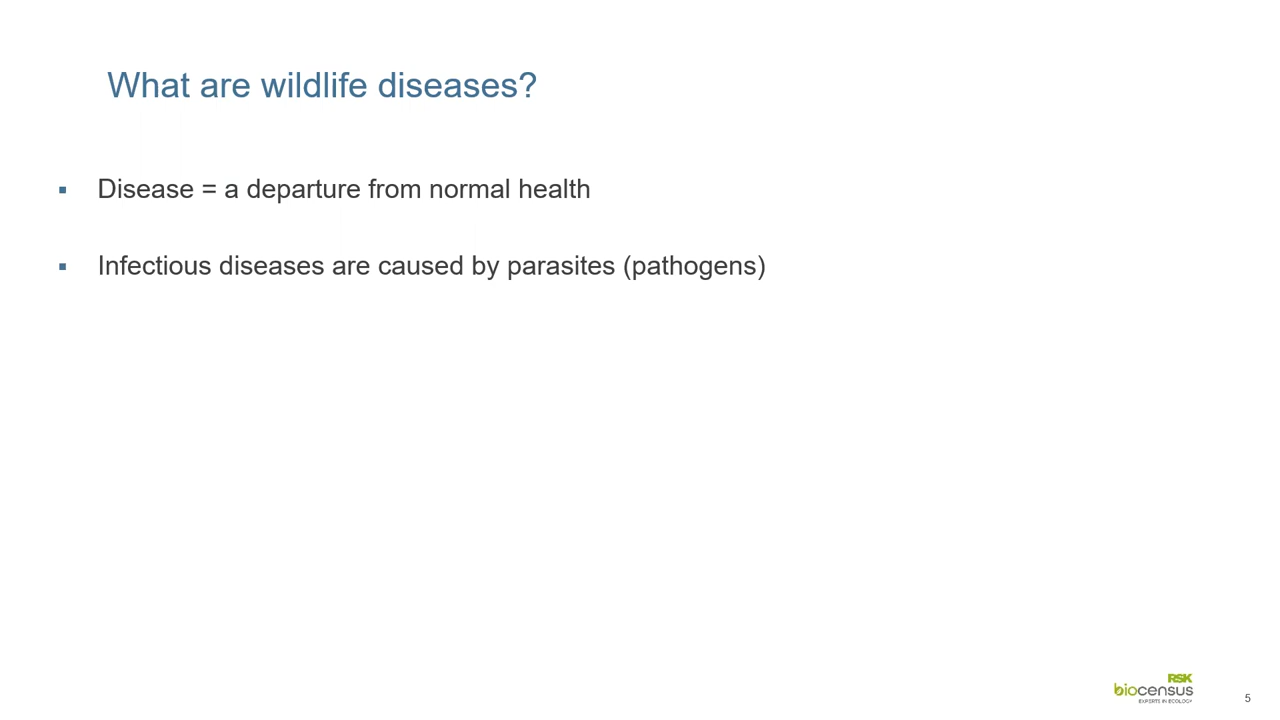 What are wildlife diseases?
▪ Disease = a departure from normal health
▪ Infectious diseases are caused by parasites (pathogens)
RSK
biocensus
EXPERTS IN ECOLOGY
5